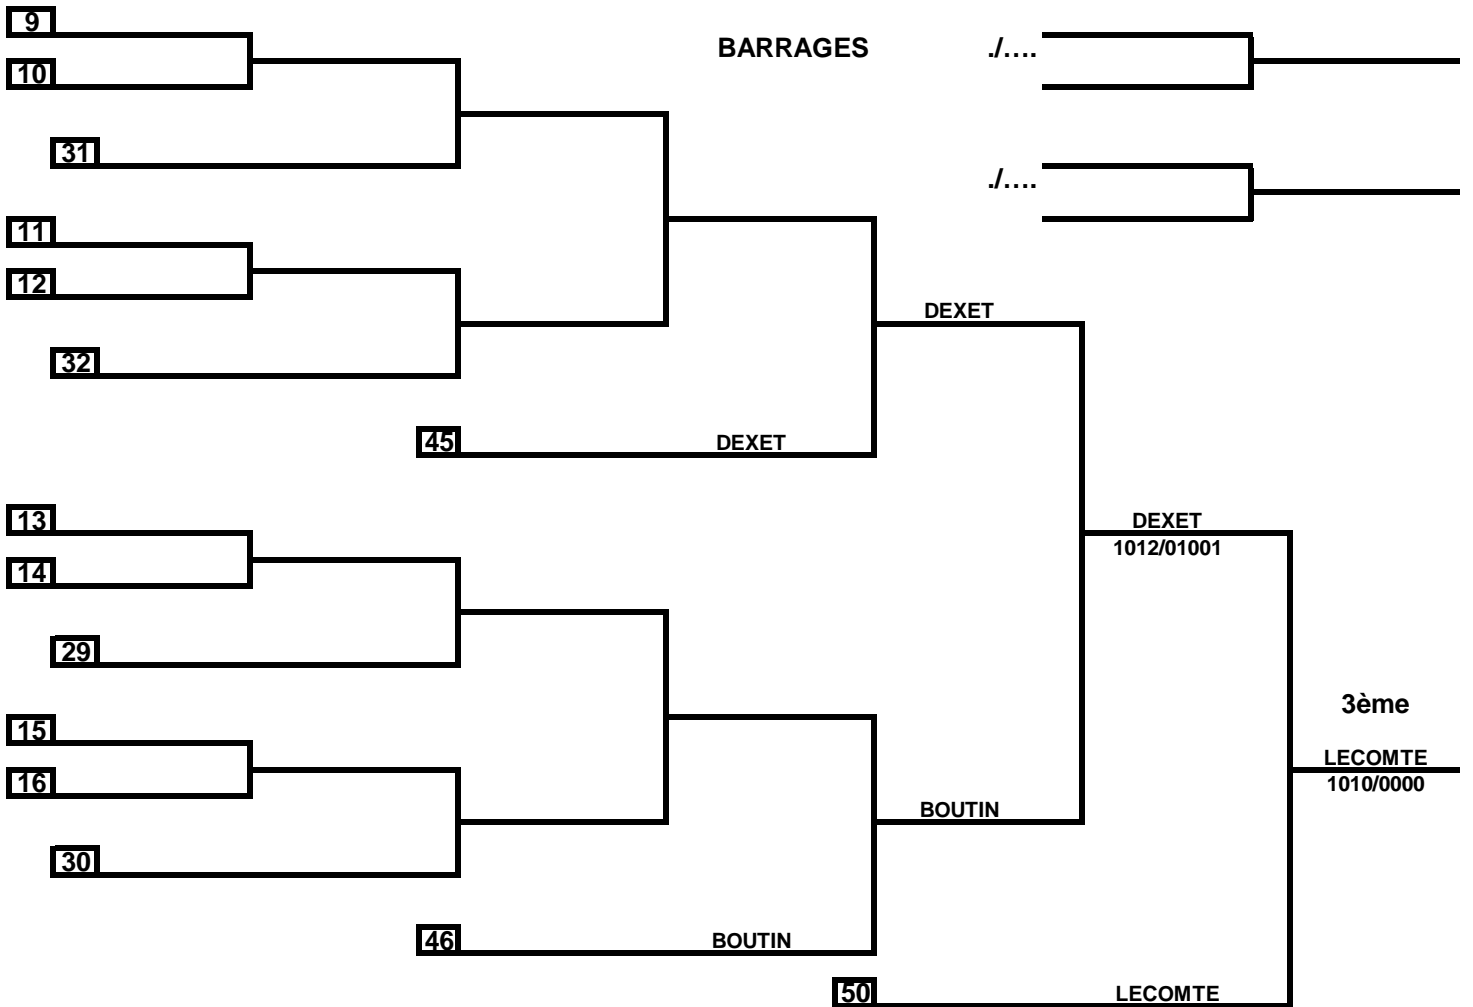 9
BARRAGES
./....
10
31
./....
11
12
DEXET
32
45
DEXET
13
DEXET
1012/01001
14
29
3ème
15
LECOMTE
16
1010/0000
BOUTIN
30
46
BOUTIN
50
LECOMTE